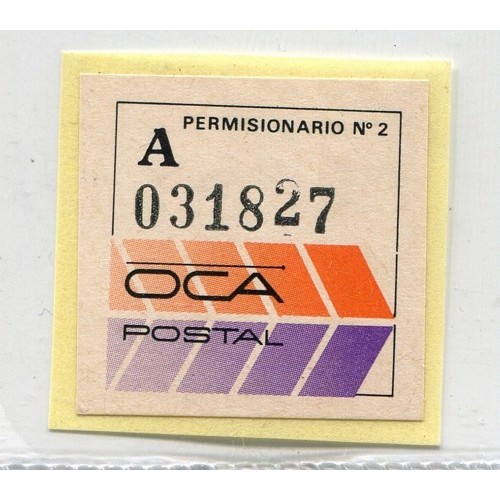 PERMISIONARIO Nº 2
A
031827
OCA
POSTAL